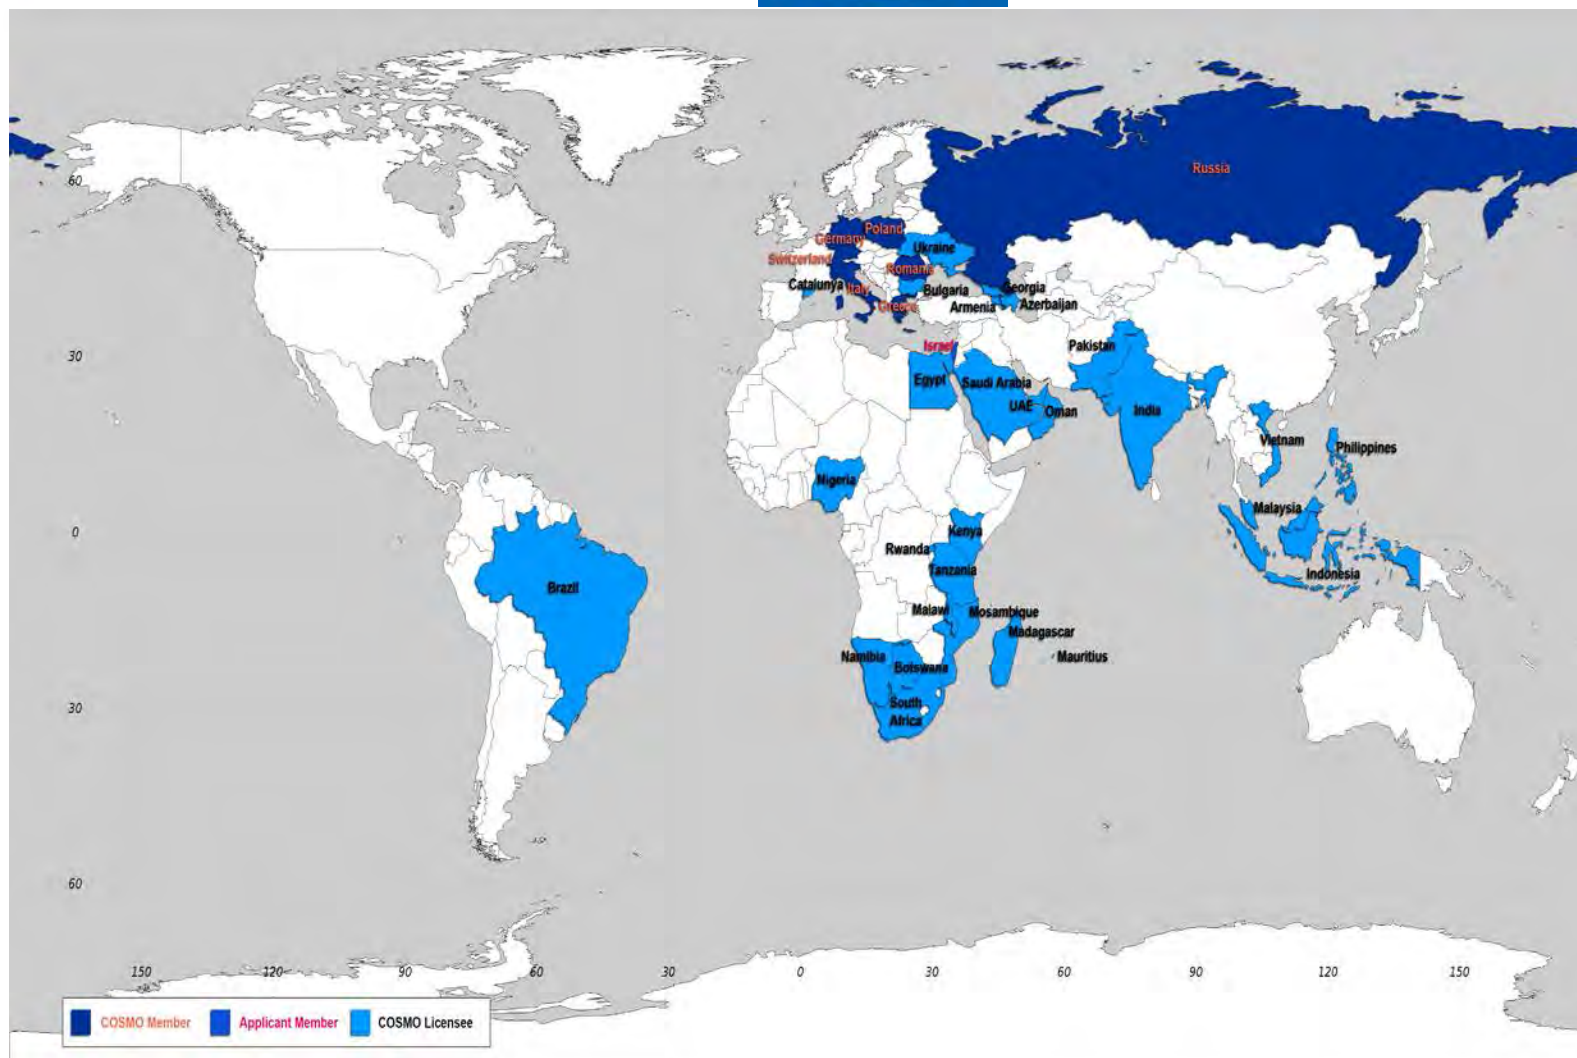 Russia
60
Germany
Poland
Ukraine
Switzerland
Romania
Catalunya
Italy
Bulgaria
Georgia
Greece
Armenia
Azerbaijan
Israel
Pakistan
30
Egypt
Saudi Arabia
UAE
Oman
India
Vietnam
Philippines
Nigeria
Malaysia
0
Kenya
Rwanda
Tanzania
Indonesia
Brazil
Malawi
Mosambique
Madagascar
Namibia
Botswana
Mauritius
30
South
Africa
60
150 120 90 60 30 0 30 60 90 120 150
COSMO Member Applicant Member COSMO Licensee